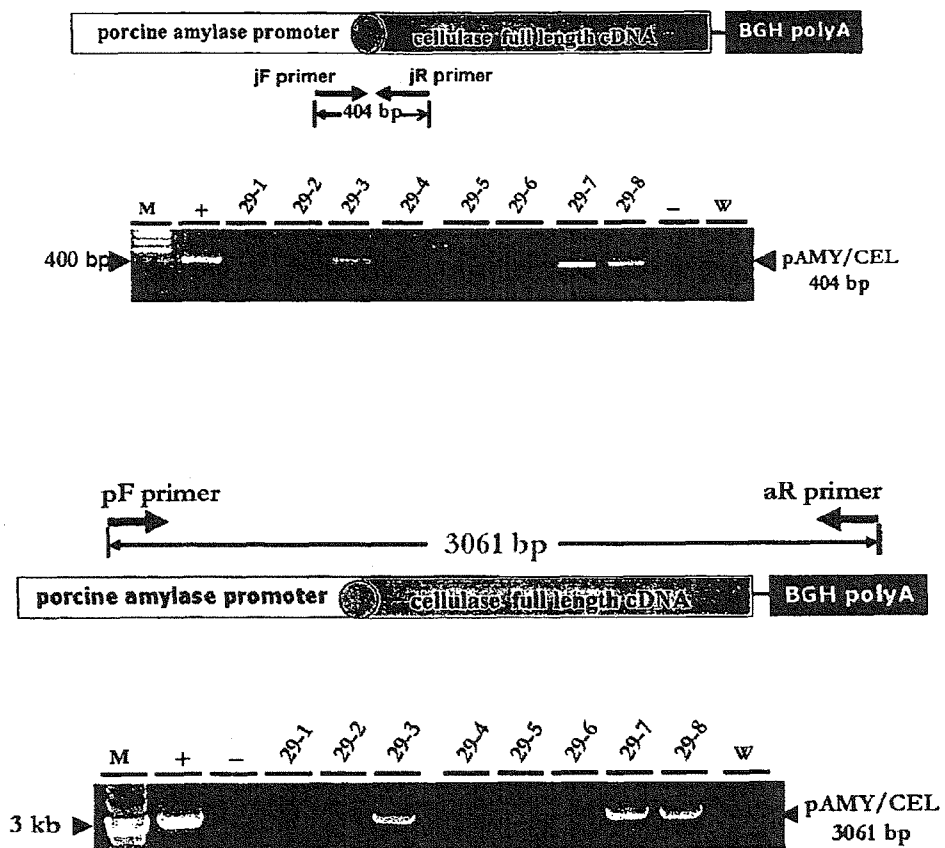 porcine amylase promoter cellulase full length cDNA BGH polyA
jF primer jR primer
404 bp
M + 29-1 29-2 29-3 29-4 29-5 29-6 29-7 29-8 – W
400 bp pAMY/CEL
404 bp
pF primer aR primer
3061 bp
porcine amylase promoter cellulase full length cDNA BGH polyA
M + – 29-1 29-2 29-3 29-4 29-5 29-6 29-7 29-8 W
3 kb pAMY/CEL
3061 bp